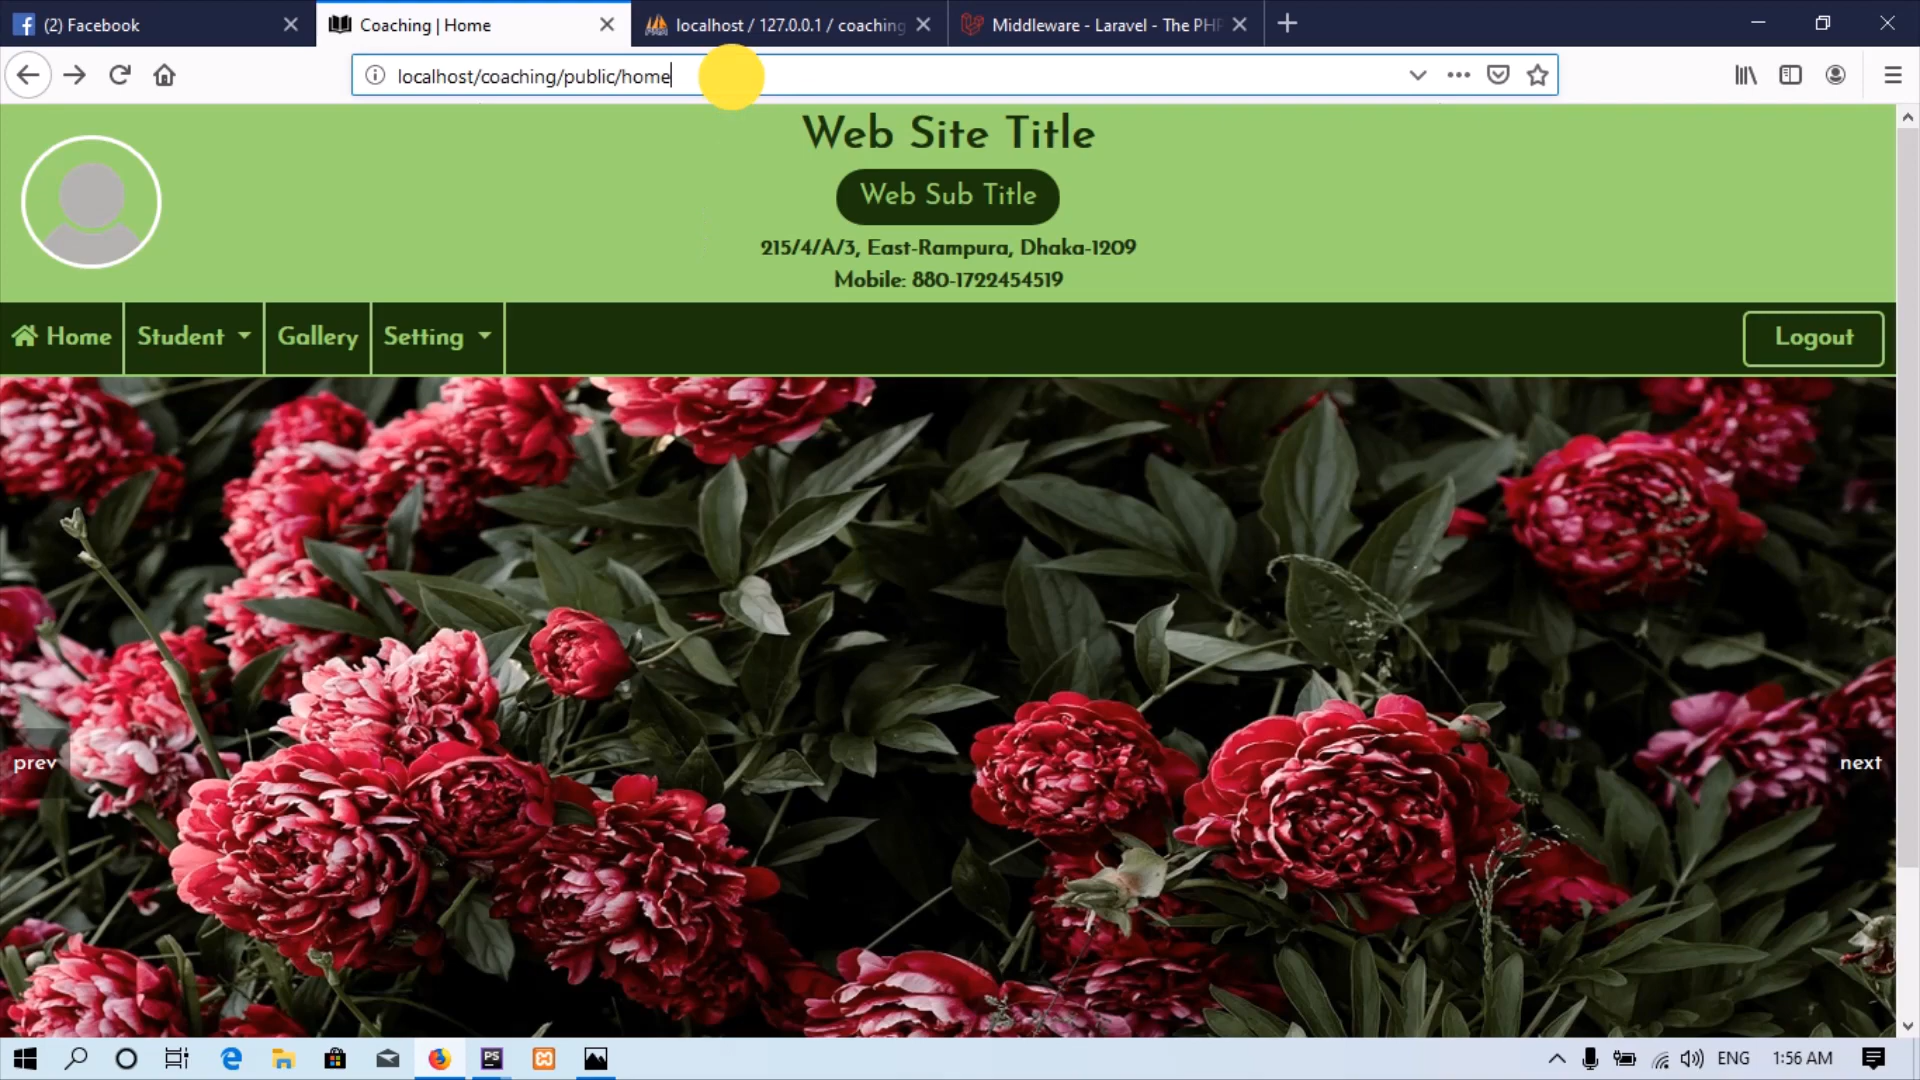 (2) Facebook
Coaching | Home
localhost / 127.0.0.1 / coaching
Middleware - Laravel - The PHP
localhost/coaching/public/home
Web Site Title
Web Sub Title
215/4/A/3, East-Rampura, Dhaka-1209
Mobile: 880-1722454519
Home
Student
Gallery
Setting
Logout
prev
next
PS
ENG
1:56 AM